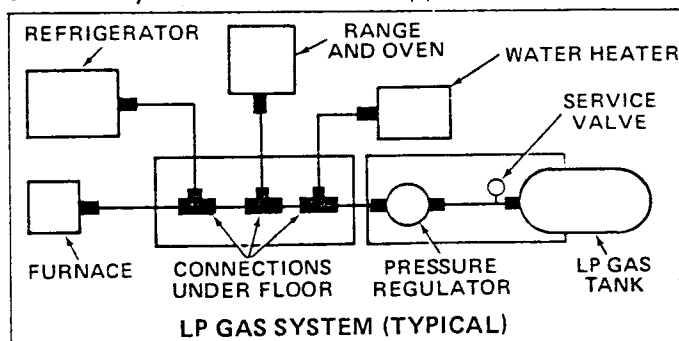 REFRIGERATOR
RANGE
AND OVEN
WATER HEATER
SERVICE
VALVE
FURNACE
CONNECTIONS
UNDER FLOOR
PRESSURE
REGULATOR
LP GAS
TANK
LP GAS SYSTEM (TYPICAL)